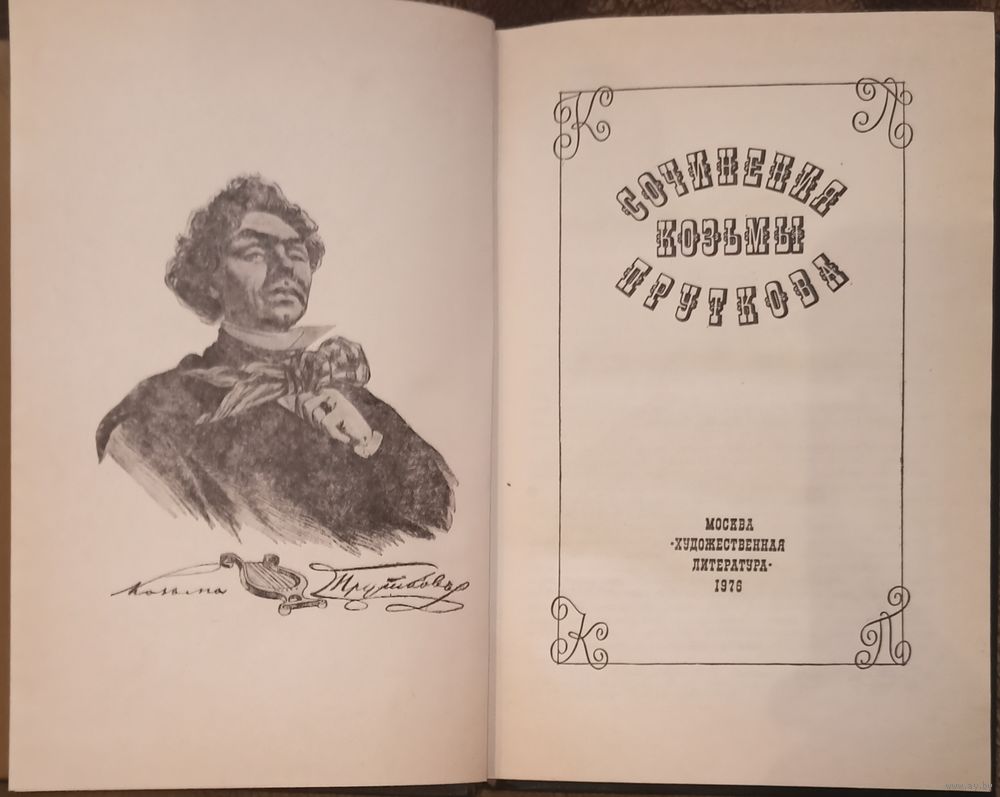 Козьма Прутковъ
К П
СОЧИНЕНИЯ
КОЗЬМЫ
ПРУТКОВА
МОСКВА
«ХУДОЖЕСТВЕННАЯ
ЛИТЕРАТУРА»
1976
К П